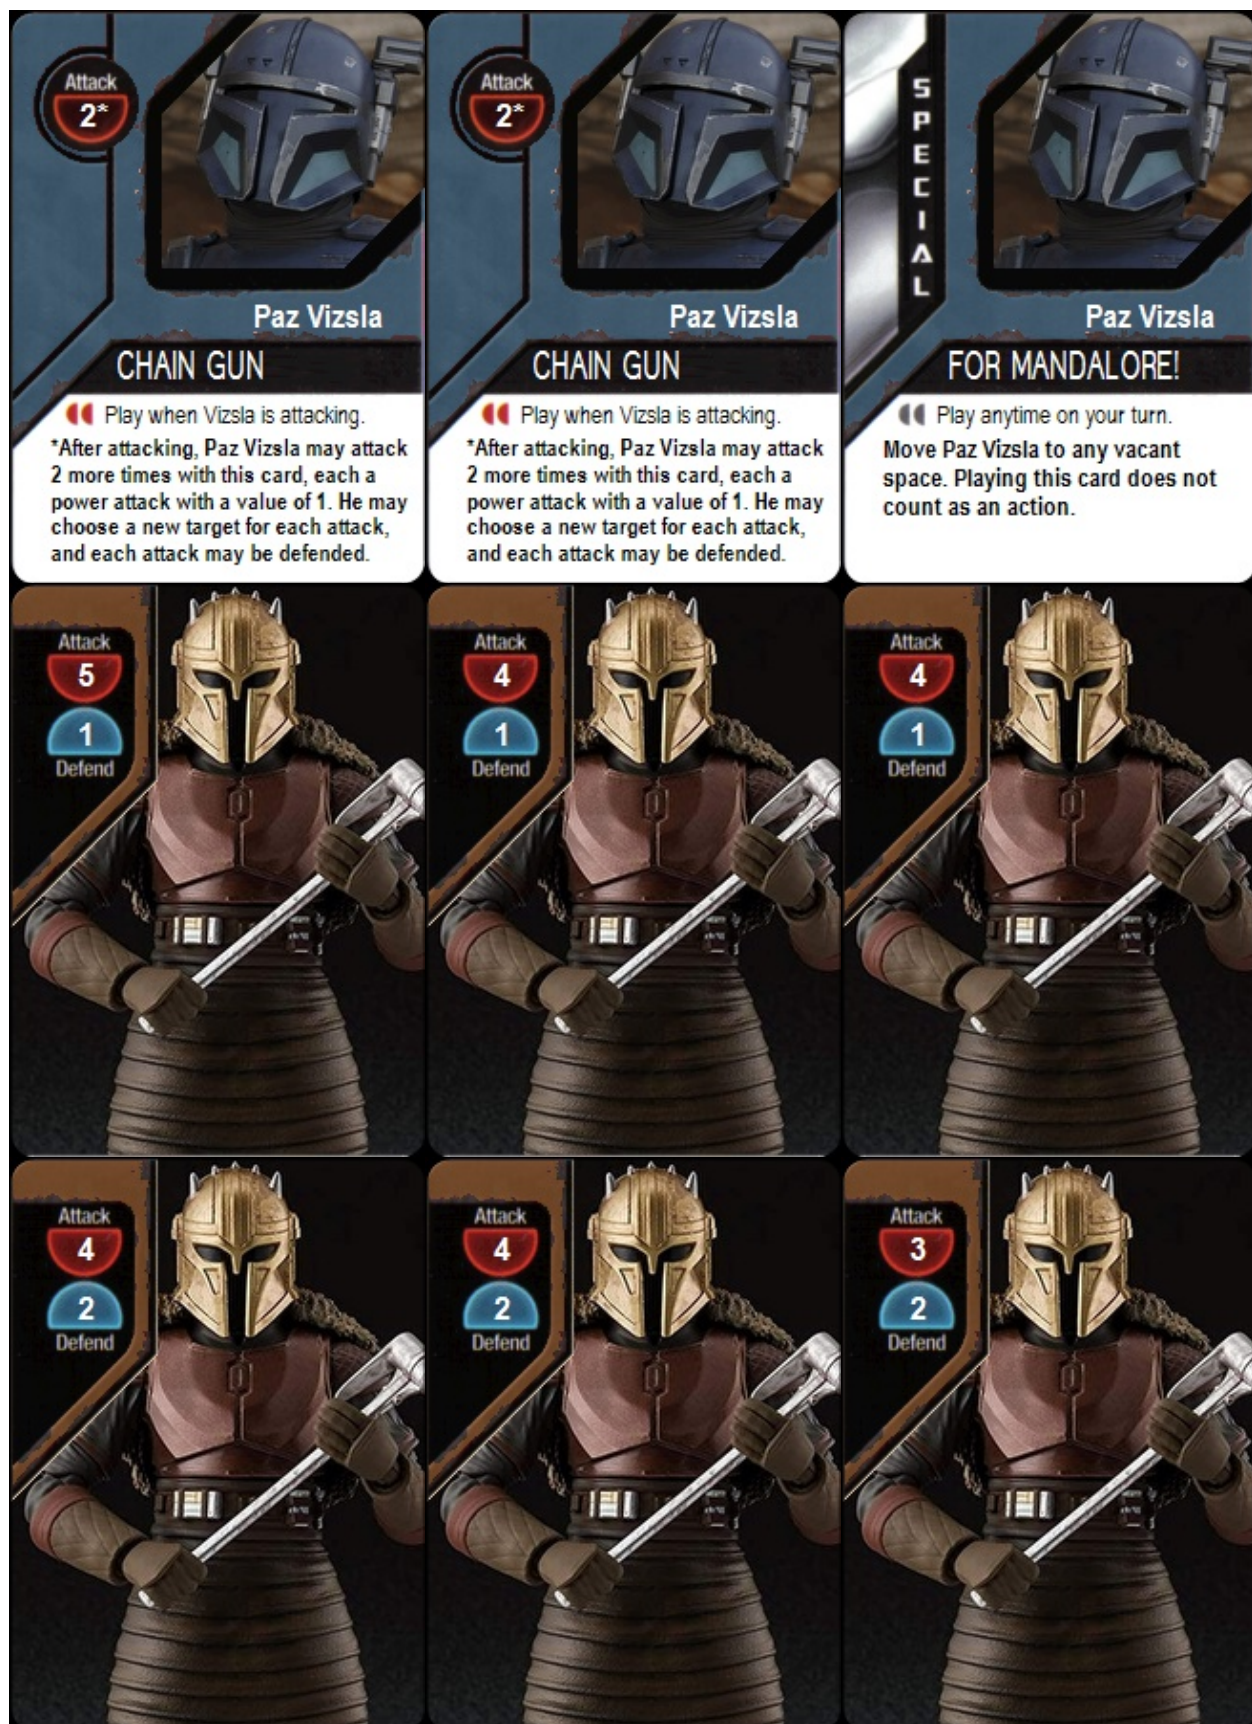 Attack
2*
Paz Vizsla
CHAIN GUN
Play when Vizsla is attacking.
*After attacking, Paz Vizsla may attack
2 more times with this card, each a
power attack with a value of 1. He may
choose a new target for each attack,
and each attack may be defended.
Attack
2*
Paz Vizsla
CHAIN GUN
Play when Vizsla is attacking.
*After attacking, Paz Vizsla may attack
2 more times with this card, each a
power attack with a value of 1. He may
choose a new target for each attack,
and each attack may be defended.
SPECIAL
Paz Vizsla
FOR MANDALORE!
Play anytime on your turn.
Move Paz Vizsla to any vacant
space. Playing this card does not
count as an action.
Attack
5
1
Defend
Attack
4
1
Defend
Attack
4
1
Defend
Attack
4
2
Defend
Attack
4
2
Defend
Attack
3
2
Defend